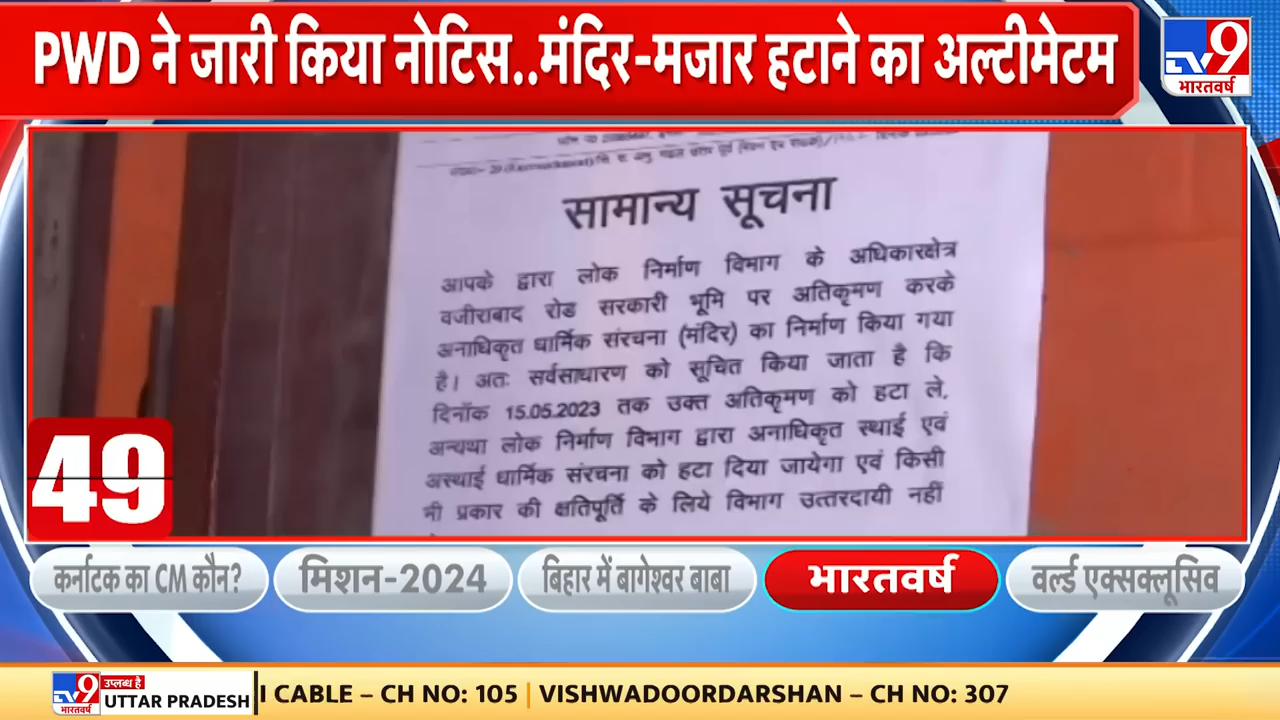 PWD ने जारी किया नोटिस..मंदिर-मजार हटाने का अल्टीमेटम
TV9
भारतवर्ष
सामान्य सूचना
आपके द्वारा लोक निर्माण विभाग के अधिकारक्षेत्र
वजीराबाद रोड सरकारी भूमि पर अतिकृमण करके
अनाधिकृत धार्मिक संरचना (मंदिर) का निर्माण किया गया
है। अतः सर्वसाधारण को सूचित किया जाता है कि
दिनॉक 15.05.2023 तक उक्त अतिकृमण को हटा ले,
अन्यथा लोक निर्माण विभाग द्वारा अनाधिकृत स्थाई एवं
अस्थाई धार्मिक संरचना को हटा दिया जायेगा एवं किसी
भी प्रकार की क्षतिपूर्ति के लिये विभाग उत्तरदायी नहीं
49
कर्नाटक का CM कौन?
मिशन-2024
बिहार में बागेश्वर बाबा
भारतवर्ष
वर्ल्ड एक्सक्लूसिव
TV9
भारतवर्ष
उपलब्ध है
UTTAR PRADESH
I CABLE – CH NO: 105 | VISHWADOORDARSHAN – CH NO: 307